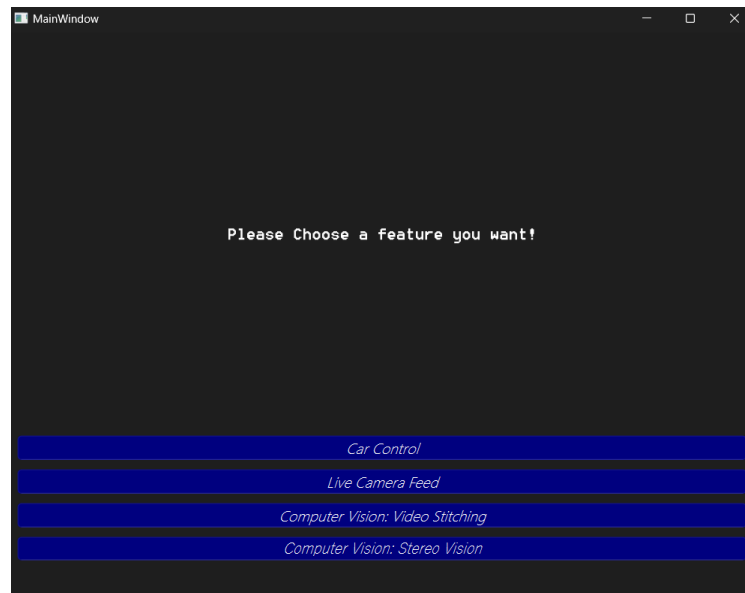 MainWindow
Please Choose a feature you want!
Car Control
Live Camera Feed
Computer Vision: Video Stitching
Computer Vision: Stereo Vision